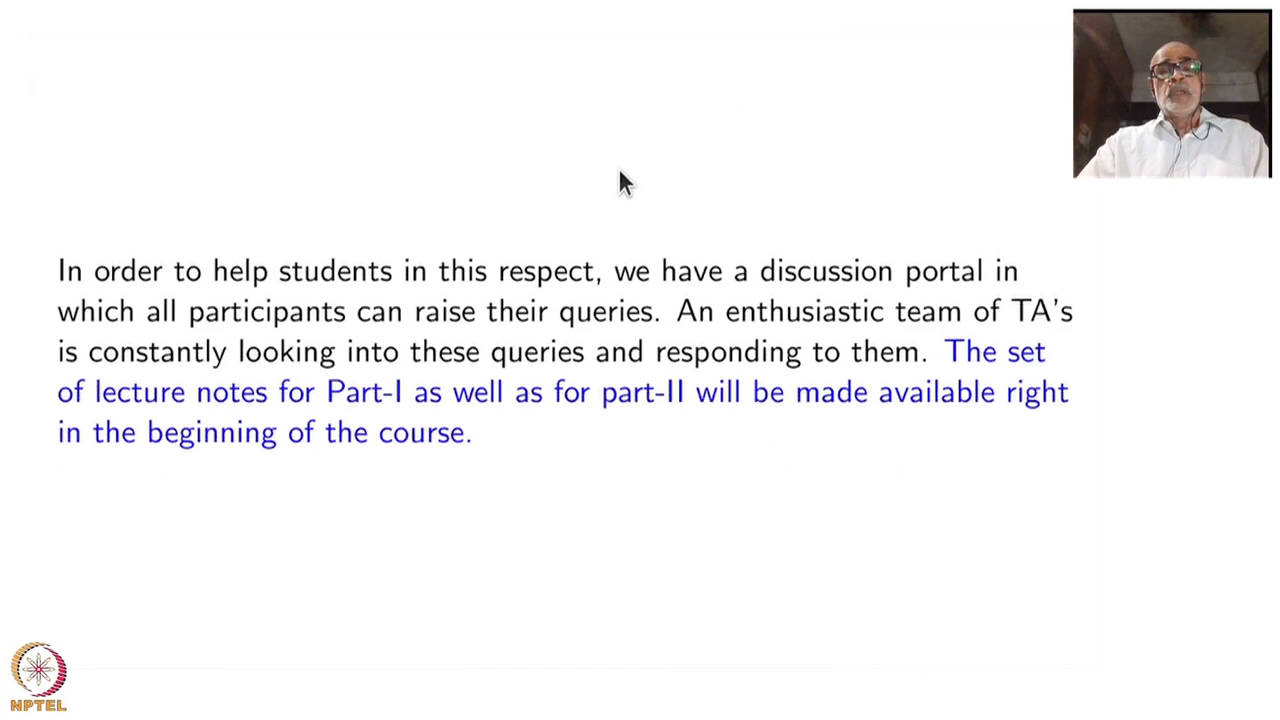 In order to help students in this respect, we have a discussion portal in
which all participants can raise their queries. An enthusiastic team of TA's
is constantly looking into these queries and responding to them. The set
of lecture notes for Part-I as well as for part-II will be made available right
in the beginning of the course.
NPTEL